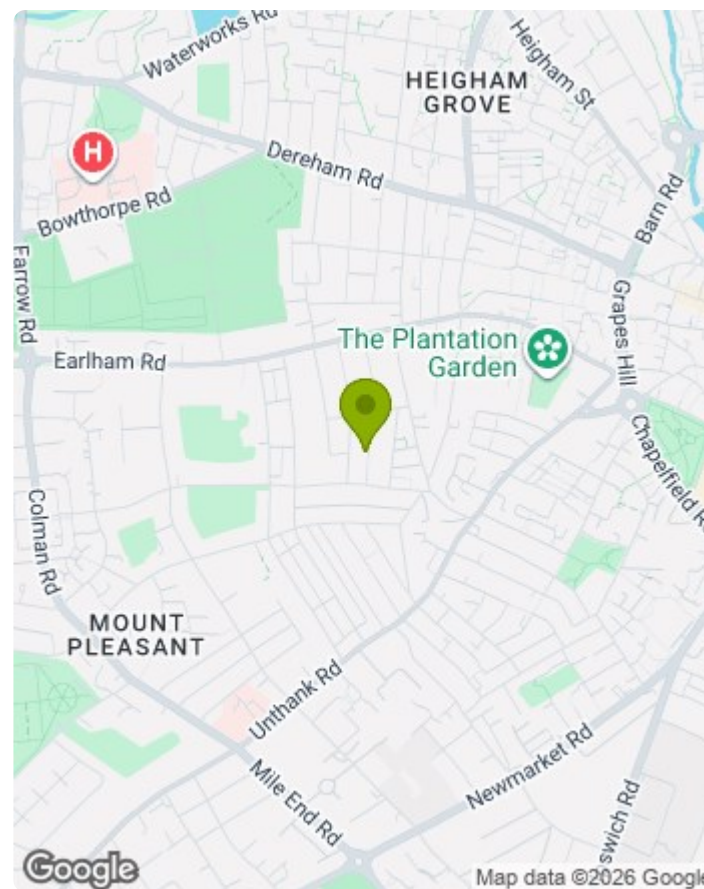 Waterworks Rd
HEIGHAM
GROVE
Heigham St
H
Dereham Rd
Barn Rd
Bowthorpe Rd
Farrow Rd
Grapes Hill
The Plantation
Garden
Earlham Rd
Chapelfield
Colman Rd
MOUNT
PLEASANT
Unthank Rd
Newmarket Rd
Mile End Rd
swich Rd
Google
Map data ©2026 Google